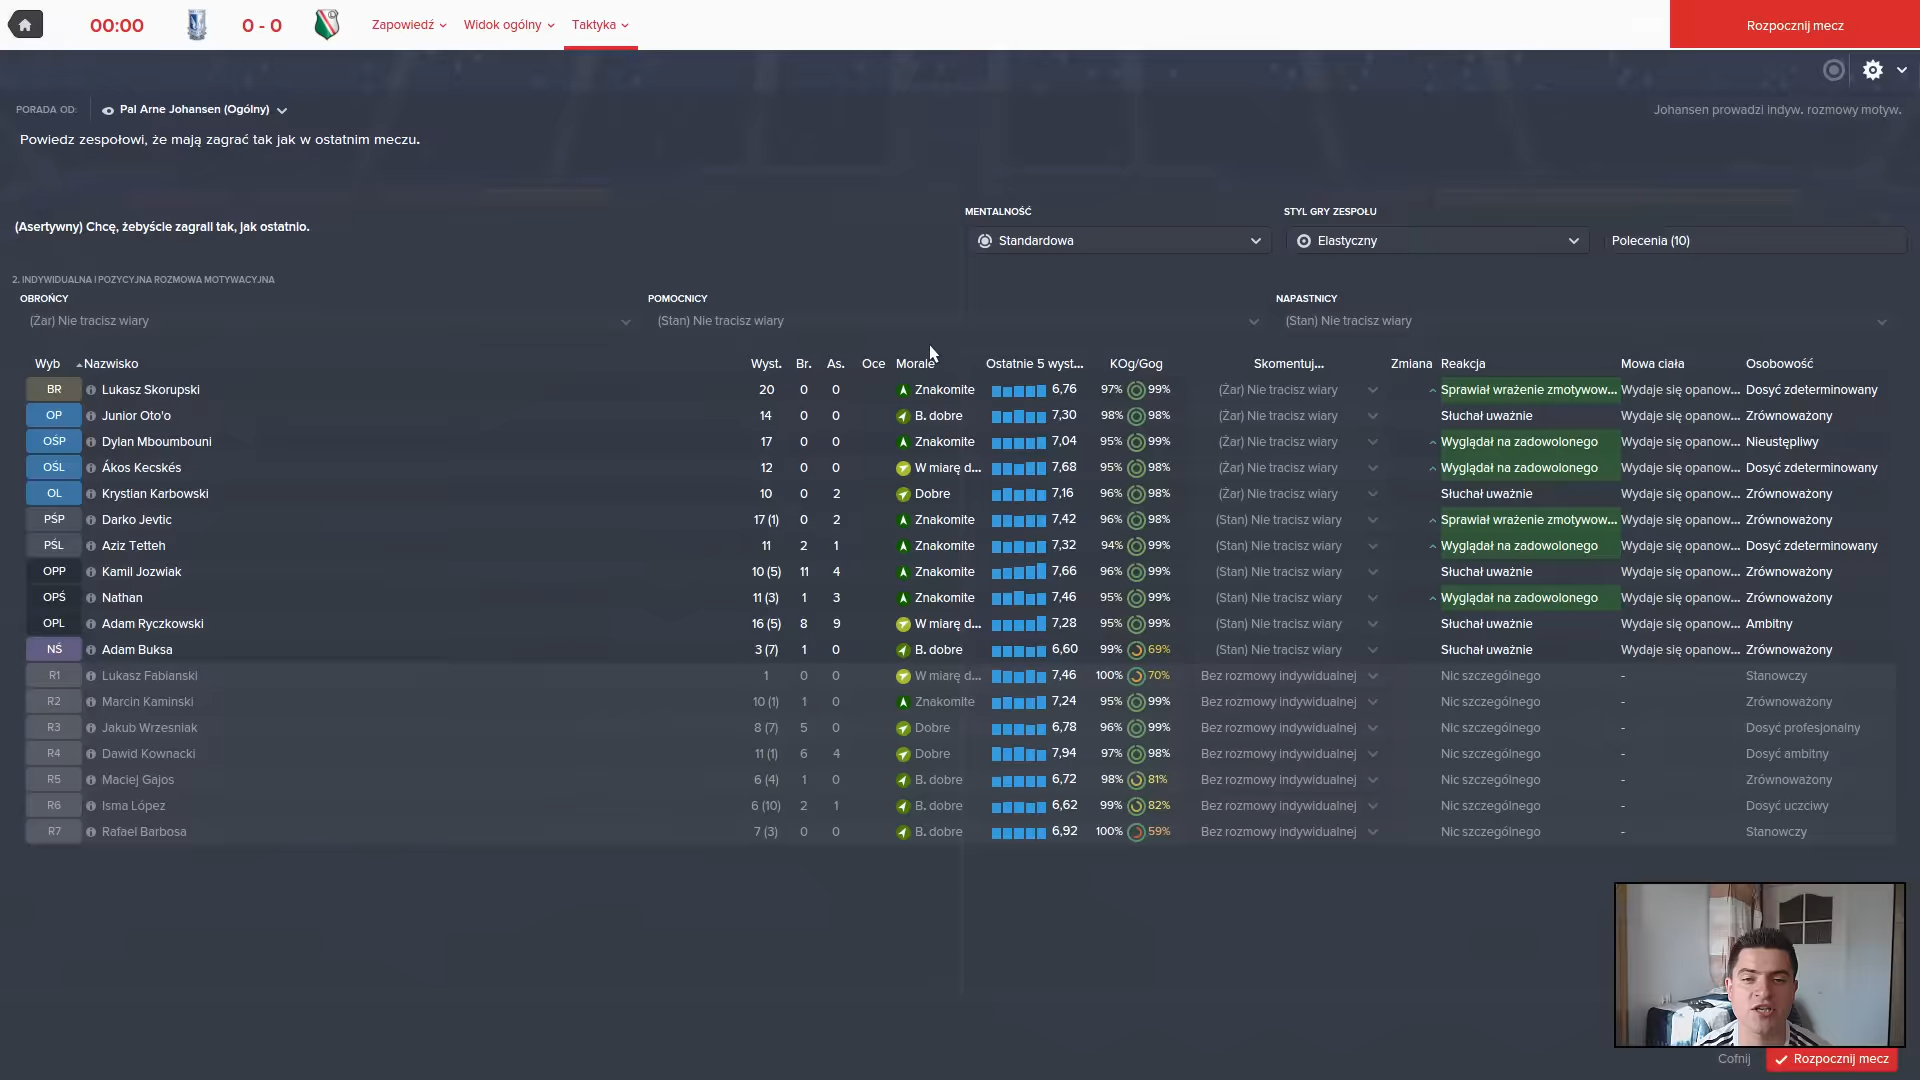 00:00 0 - 0 Zapowiedź Widok ogólny Taktyka Rozpocznij mecz
PORADA OD: Pal Arne Johansen (Ogólny) Johansen prowadzi indyw. rozmowy motyw.
Powiedz zespołowi, że mają zagrać tak jak w ostatnim meczu.
MENTALNOŚĆ STYL GRY ZESPOŁU
(Asertywny) Chcę, żebyście zagrali tak, jak ostatnio.
Standardowa Elastyczny Polecenia (10)
2. INDYWIDUALNA I POZYCYJNA ROZMOWA MOTYWACYJNA
OBROŃCY POMOCNICY NAPASTNICY
(Żar) Nie tracisz wiary (Stan) Nie tracisz wiary (Stan) Nie tracisz wiary
Wyb Nazwisko Wyst. Br. As. Oce Morale Ostatnie 5 wyst... KOg/Gog Skomentuj... Zmiana Reakcja Mowa ciała Osobowość
BR Lukasz Skorupski 20 0 0 Znakomite 6,76 97% 99% (Żar) Nie tracisz wiary Sprawiał wrażenie zmotywow... Wydaje się opanow... Dosyć zdeterminowany
OP Junior Oto'o 14 0 0 B. dobre 7,30 98% 98% (Żar) Nie tracisz wiary Słuchał uważnie Wydaje się opanow... Zrównoważony
OŚP Dylan Mboumbouni 17 0 0 Znakomite 7,04 95% 99% (Żar) Nie tracisz wiary Wyglądał na zadowolonego Wydaje się opanow... Nieustępliwy
OŚL Ákos Kecskés 12 0 0 W miarę d... 7,68 95% 98% (Żar) Nie tracisz wiary Wyglądał na zadowolonego Wydaje się opanow... Dosyć zdeterminowany
OL Krystian Karbowski 10 0 2 Dobre 7,16 96% 98% (Żar) Nie tracisz wiary Słuchał uważnie Wydaje się opanow... Zrównoważony
PŚP Darko Jevtic 17 (1) 0 2 Znakomite 7,42 96% 98% (Stan) Nie tracisz wiary Sprawiał wrażenie zmotywow... Wydaje się opanow... Zrównoważony
PŚL Aziz Tetteh 11 2 1 Znakomite 7,32 94% 99% (Stan) Nie tracisz wiary Wyglądał na zadowolonego Wydaje się opanow... Dosyć zdeterminowany
OPP Kamil Jozwiak 10 (5) 11 4 Znakomite 7,66 96% 99% (Stan) Nie tracisz wiary Słuchał uważnie Wydaje się opanow... Zrównoważony
OPŚ Nathan 11 (3) 1 3 Znakomite 7,46 95% 99% (Stan) Nie tracisz wiary Wyglądał na zadowolonego Wydaje się opanow... Zrównoważony
OPL Adam Ryczkowski 16 (5) 8 9 W miarę d... 7,28 95% 99% (Stan) Nie tracisz wiary Słuchał uważnie Wydaje się opanow... Ambitny
NŚ Adam Buksa 3 (7) 1 0 B. dobre 6,60 99% 69% (Stan) Nie tracisz wiary Słuchał uważnie Wydaje się opanow... Zrównoważony
R1 Lukasz Fabianski 1 0 0 W miarę d... 7,46 100% 70% Bez rozmowy indywidualnej Nic szczególnego - Stanowczy
R2 Marcin Kaminski 10 (1) 1 0 Znakomite 7,24 95% 99% Bez rozmowy indywidualnej Nic szczególnego - Zrównoważony
R3 Jakub Wrzesniak 8 (7) 5 0 Dobre 6,78 96% 99% Bez rozmowy indywidualnej Nic szczególnego - Dosyć profesjonalny
R4 Dawid Kownacki 11 (1) 6 4 Dobre 7,94 97% 98% Bez rozmowy indywidualnej Nic szczególnego - Dosyć ambitny
R5 Maciej Gajos 6 (4) 1 0 B. dobre 6,72 98% 81% Bez rozmowy indywidualnej Nic szczególnego - Zrównoważony
R6 Isma López 6 (10) 2 1 B. dobre 6,62 99% 82% Bez rozmowy indywidualnej Nic szczególnego - Dosyć uczciwy
R7 Rafael Barbosa 7 (3) 0 0 B. dobre 6,92 100% 59% Bez rozmowy indywidualnej Nic szczególnego - Stanowczy
Cofnij Rozpocznij mecz